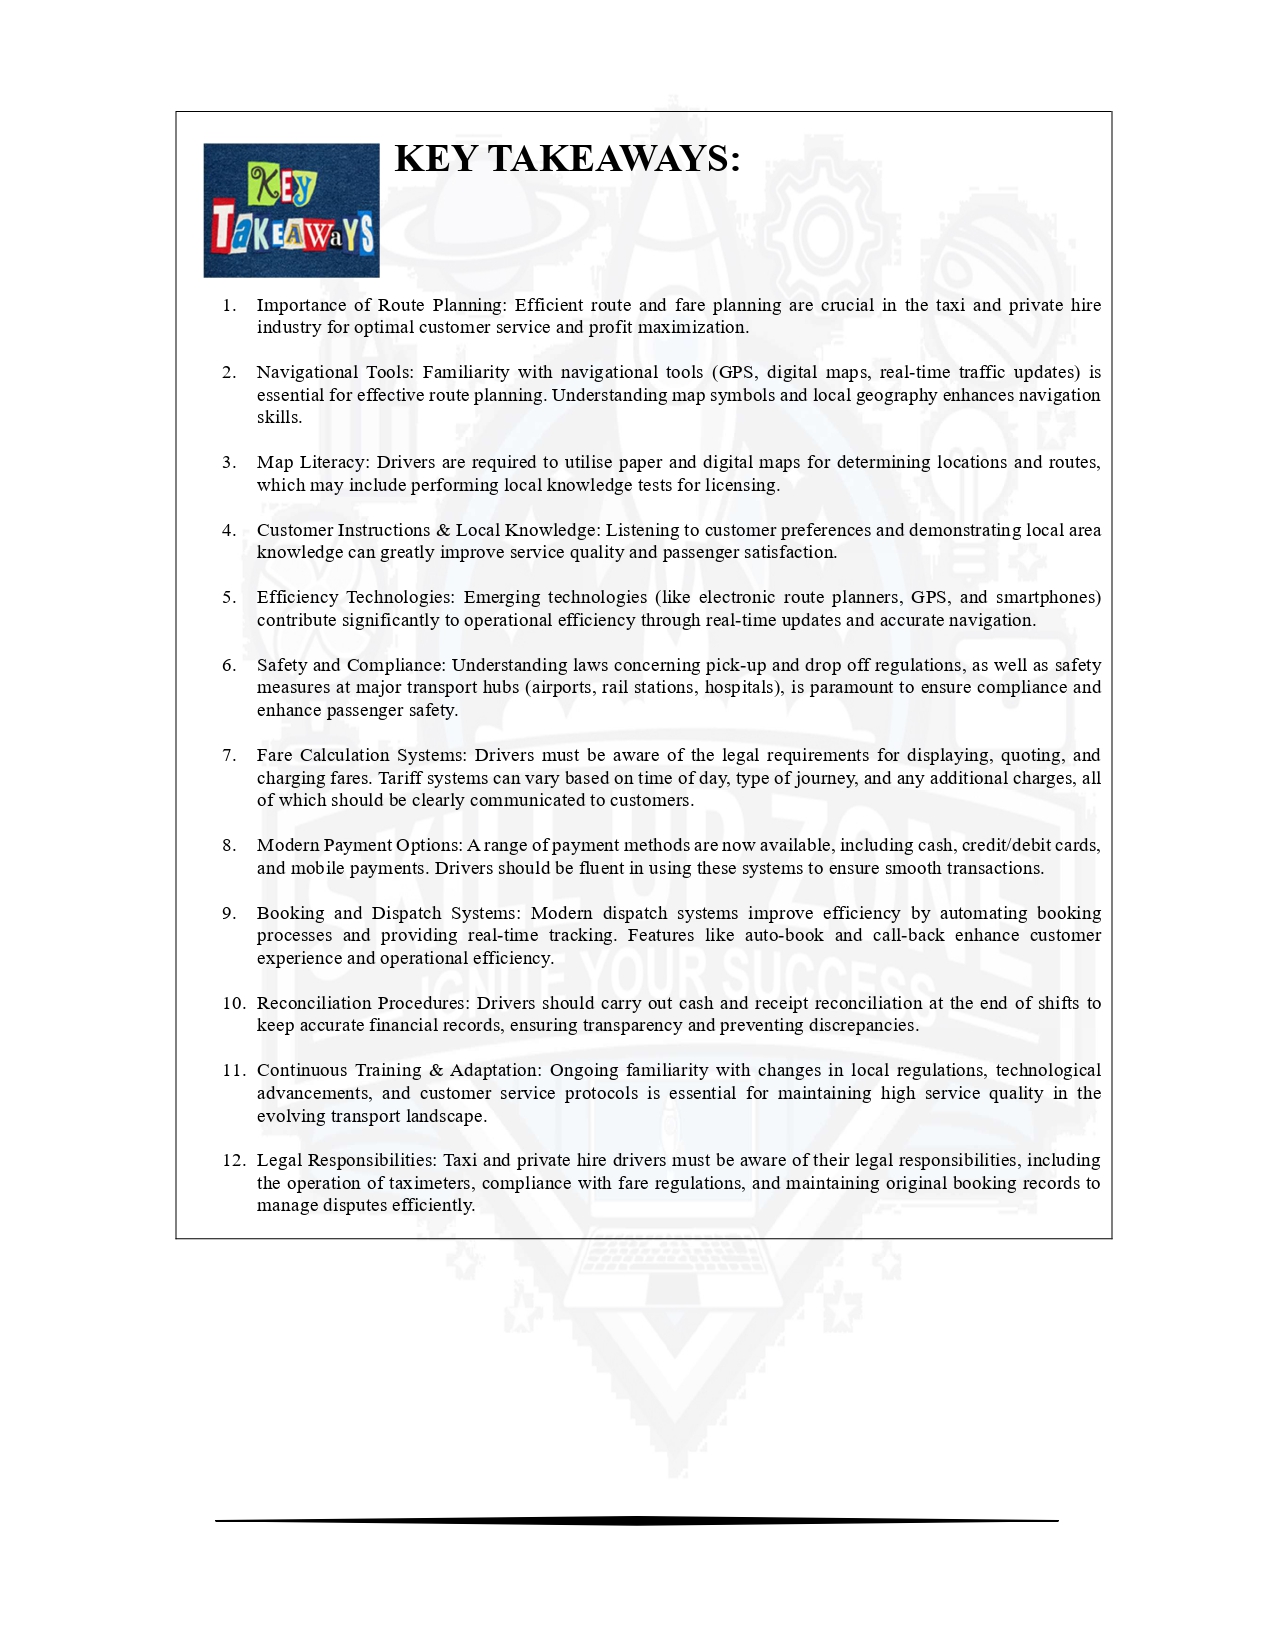 KEY TAKEAWAYS:
KEY
TAKEAWAYS
1. Importance of Route Planning: Efficient route and fare planning are crucial in the taxi and private hire
industry for optimal customer service and profit maximization.
2. Navigational Tools: Familiarity with navigational tools (GPS, digital maps, real-time traffic updates) is
essential for effective route planning. Understanding map symbols and local geography enhances navigation
skills.
3. Map Literacy: Drivers are required to utilise paper and digital maps for determining locations and routes,
which may include performing local knowledge tests for licensing.
4. Customer Instructions & Local Knowledge: Listening to customer preferences and demonstrating local area
knowledge can greatly improve service quality and passenger satisfaction.
5. Efficiency Technologies: Emerging technologies (like electronic route planners, GPS, and smartphones)
contribute significantly to operational efficiency through real-time updates and accurate navigation.
6. Safety and Compliance: Understanding laws concerning pick-up and drop off regulations, as well as safety
measures at major transport hubs (airports, rail stations, hospitals), is paramount to ensure compliance and
enhance passenger safety.
7. Fare Calculation Systems: Drivers must be aware of the legal requirements for displaying, quoting, and
charging fares. Tariff systems can vary based on time of day, type of journey, and any additional charges, all
of which should be clearly communicated to customers.
8. Modern Payment Options: A range of payment methods are now available, including cash, credit/debit cards,
and mobile payments. Drivers should be fluent in using these systems to ensure smooth transactions.
9. Booking and Dispatch Systems: Modern dispatch systems improve efficiency by automating booking
processes and providing real-time tracking. Features like auto-book and call-back enhance customer
experience and operational efficiency.
10. Reconciliation Procedures: Drivers should carry out cash and receipt reconciliation at the end of shifts to
keep accurate financial records, ensuring transparency and preventing discrepancies.
11. Continuous Training & Adaptation: Ongoing familiarity with changes in local regulations, technological
advancements, and customer service protocols is essential for maintaining high service quality in the
evolving transport landscape.
12. Legal Responsibilities: Taxi and private hire drivers must be aware of their legal responsibilities, including
the operation of taximeters, compliance with fare regulations, and maintaining original booking records to
manage disputes efficiently.
SKILL UP ZONE
IGNITE YOUR SUCCESS